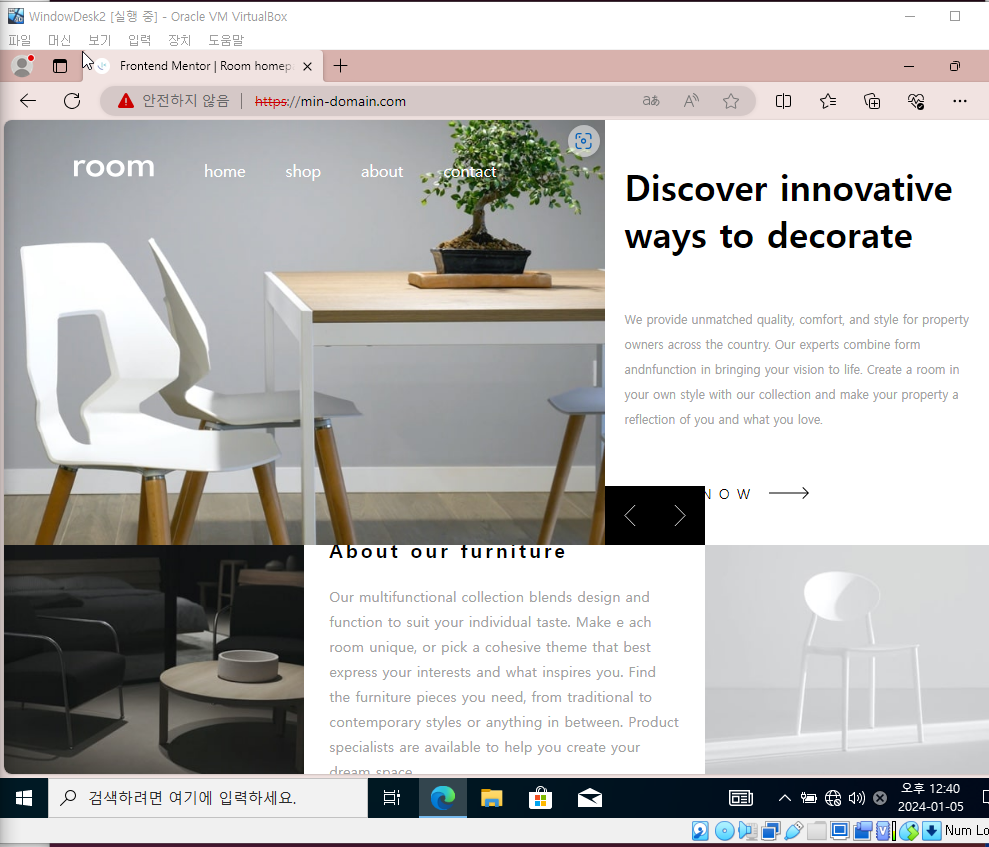 WindowDesk2 [실행 중] - Oracle VM VirtualBox
파일 머신 보기 입력 장치 도움말
Frontend Mentor | Room homep
안전하지 않음 https://min-domain.com
room home shop about contact
Discover innovative
ways to decorate
We provide unmatched quality, comfort, and style for property
owners across the country. Our experts combine form
andnfunction in bringing your vision to life. Create a room in
your own style with our collection and make your property a
reflection of you and what you love.
NOW
About our furniture
Our multifunctional collection blends design and
function to suit your individual taste. Make e ach
room unique, or pick a cohesive theme that best
express your interests and what inspires you. Find
the furniture pieces you need, from traditional to
contemporary styles or anything in between. Product
specialists are available to help you create your
dream space
검색하려면 여기에 입력하세요.
오후 12:40
2024-01-05
Num Lo